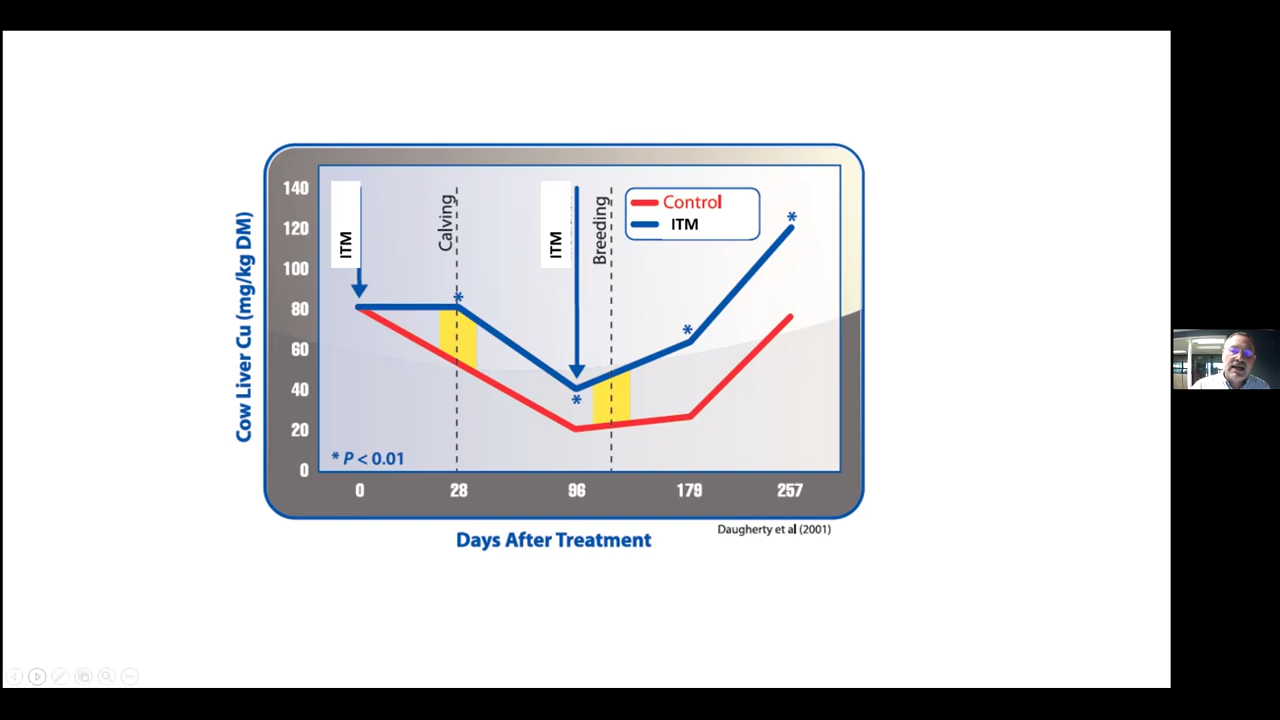 Cow Liver Cu (mg/kg DM)
140
120
100
80
60
40
20
0
ITM
Calving
ITM
Breeding
Control
ITM
*
*
*
*
* P < 0.01
0 28 96 179 257
Days After Treatment
Daugherty et al (2001)